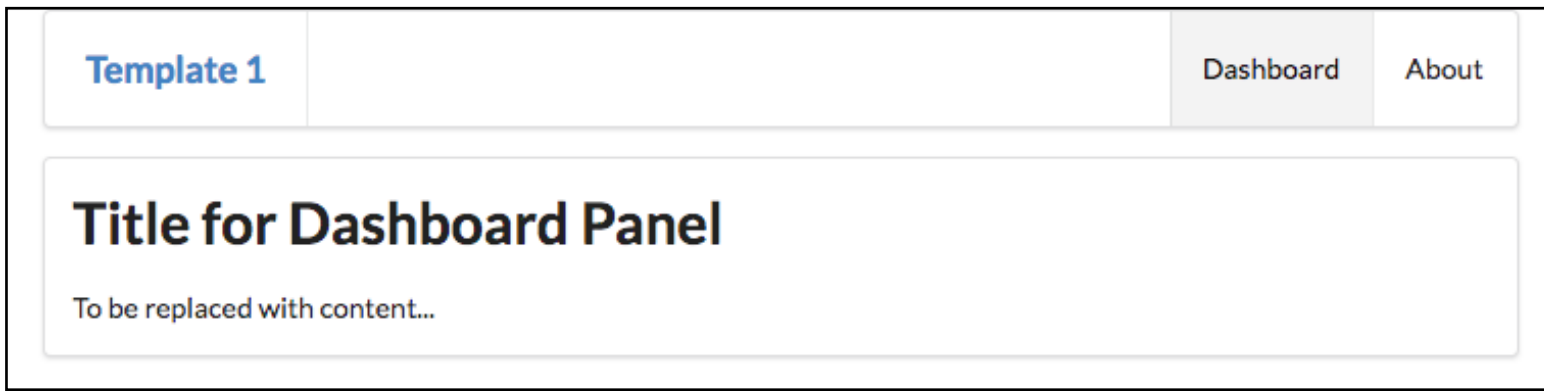 Template 1
Dashboard
About
Title for Dashboard Panel
To be replaced with content...